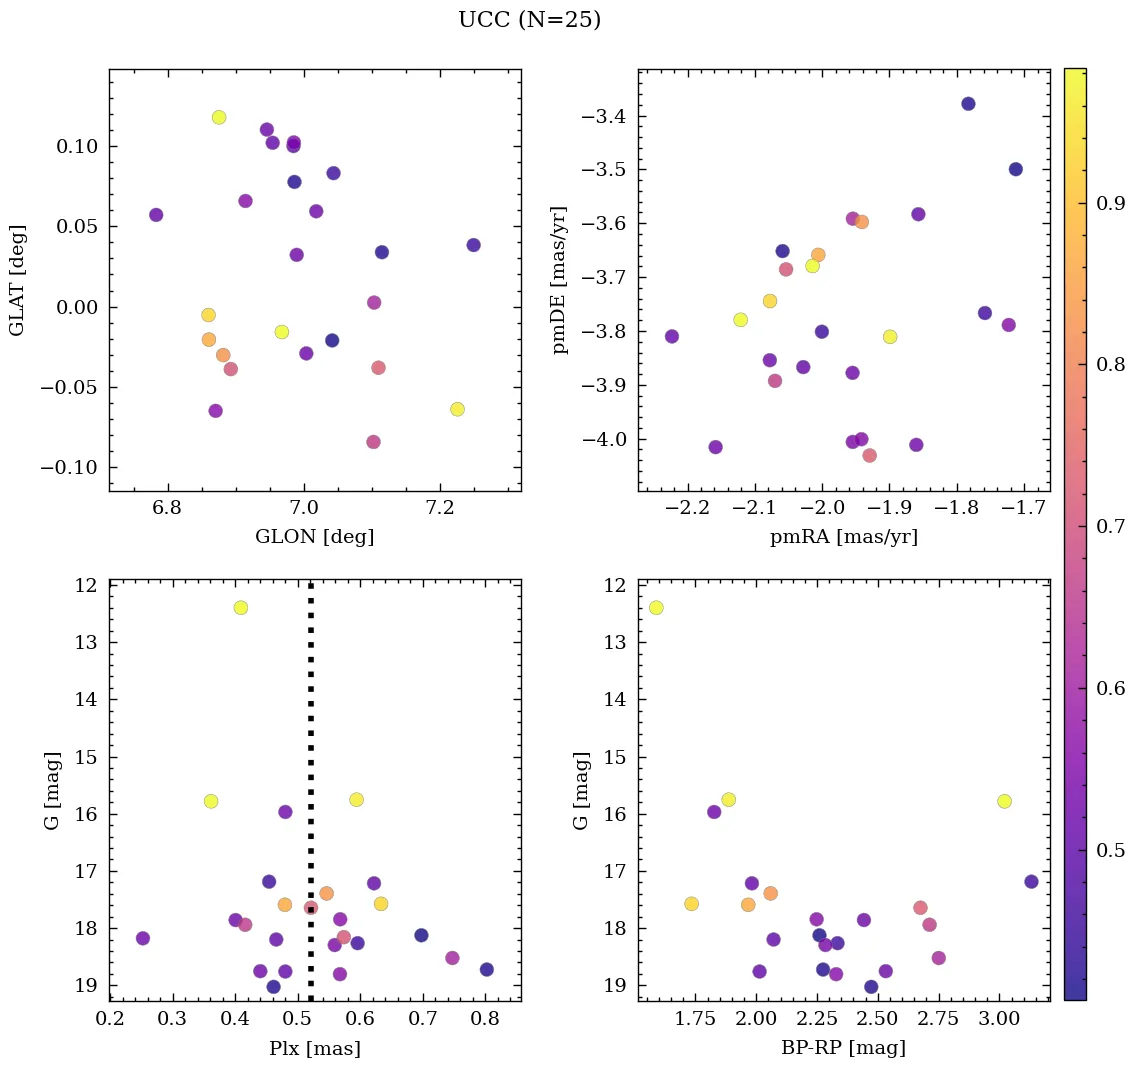 UCC (N=25)
0.10
0.05
0.00
−0.05
−0.10
GLAT [deg]
6.8 7.0 7.2
GLON [deg]
−3.4
−3.5
−3.6
−3.7
−3.8
−3.9
−4.0
pmDE [mas/yr]
−2.2 −2.1 −2.0 −1.9 −1.8 −1.7
pmRA [mas/yr]
0.9
0.8
0.7
0.6
0.5
12
13
14
15
16
17
18
19
G [mag]
0.2 0.3 0.4 0.5 0.6 0.7 0.8
Plx [mas]
12
13
14
15
16
17
18
19
G [mag]
1.75 2.00 2.25 2.50 2.75 3.00
BP-RP [mag]